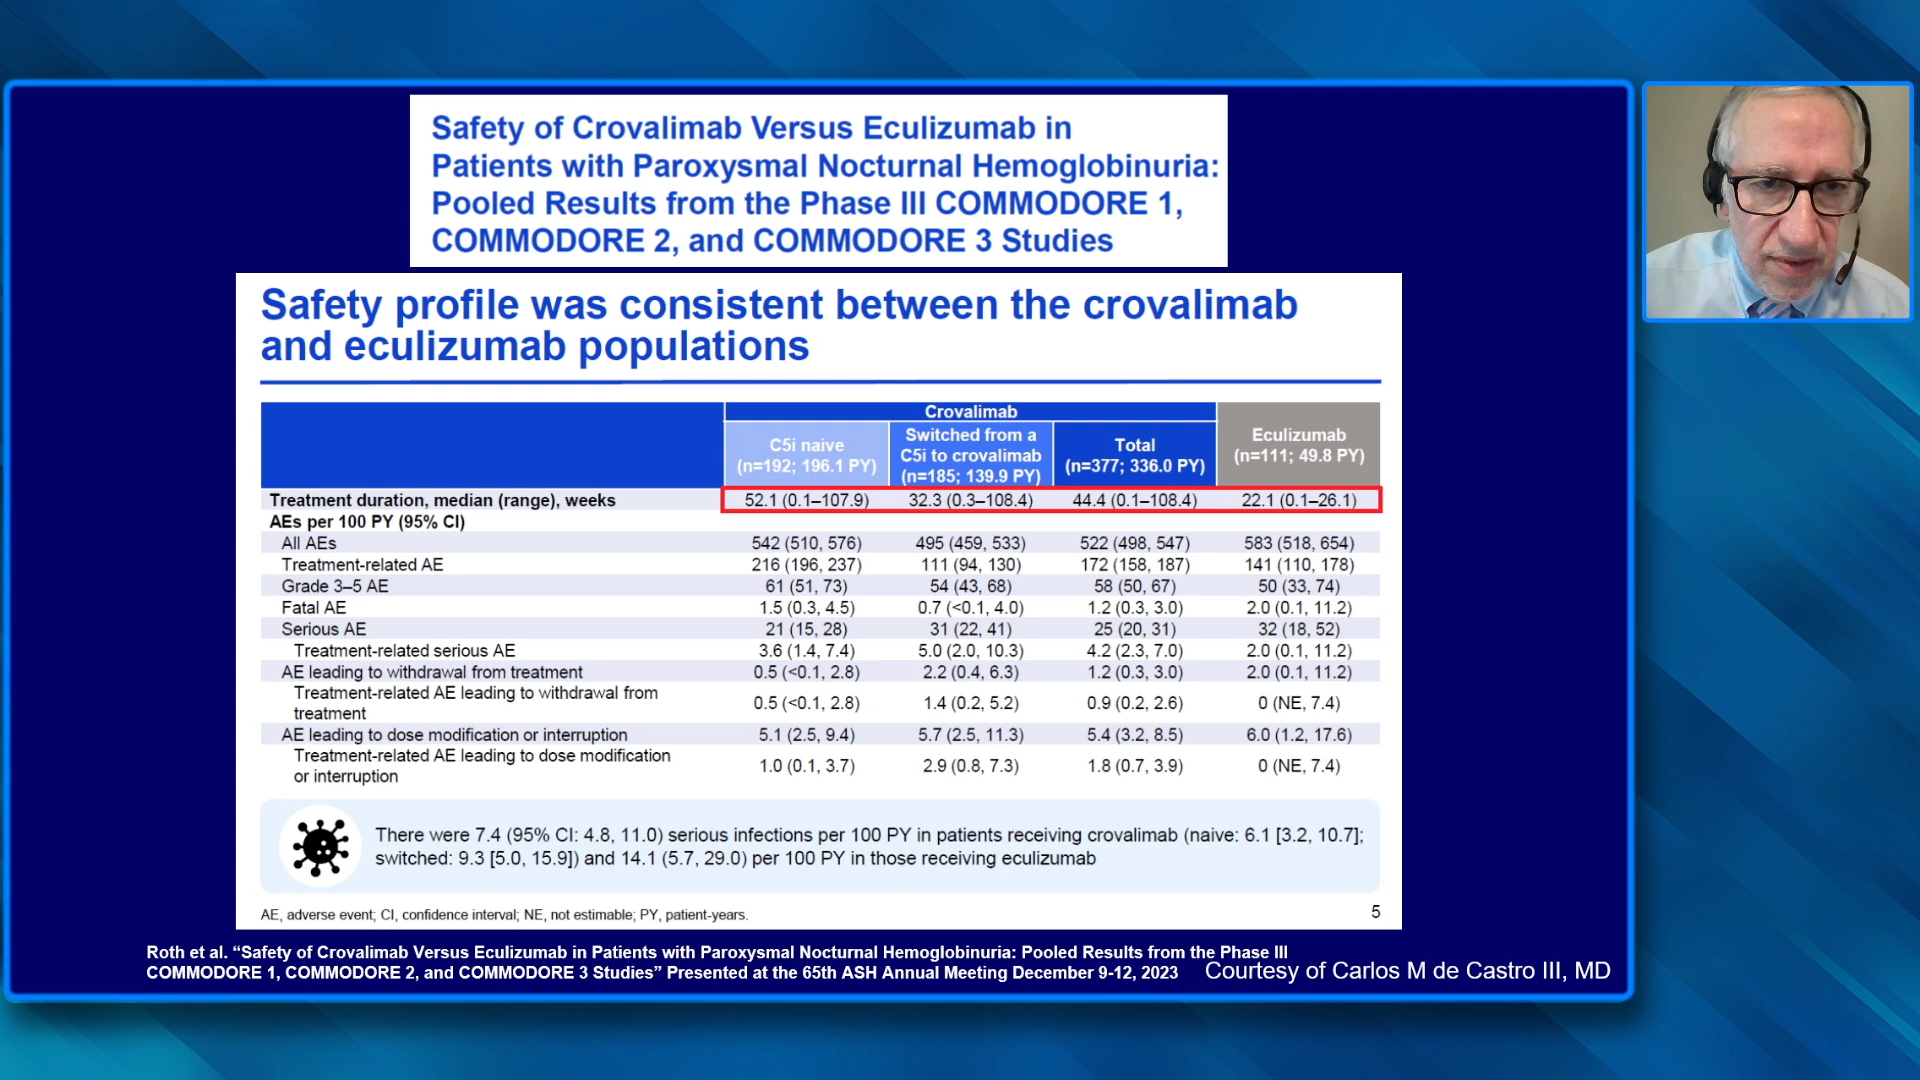 Safety of Crovalimab Versus Eculizumab in
Patients with Paroxysmal Nocturnal Hemoglobinuria:
Pooled Results from the Phase III COMMODORE 1,
COMMODORE 2, and COMMODORE 3 Studies
Safety profile was consistent between the crovalimab
and eculizumab populations
Crovalimab
C5i naive
(n=192; 196.1 PY)
Switched from a
C5i to crovalimab
(n=185; 139.9 PY)
Total
(n=377; 336.0 PY)
Eculizumab
(n=111; 49.8 PY)
Treatment duration, median (range), weeks 52.1 (0.1–107.9) 32.3 (0.3–108.4) 44.4 (0.1–108.4) 22.1 (0.1–26.1)
AEs per 100 PY (95% CI)
All AEs 542 (510, 576) 495 (459, 533) 522 (498, 547) 583 (518, 654)
Treatment-related AE 216 (196, 237) 111 (94, 130) 172 (158, 187) 141 (110, 178)
Grade 3–5 AE 61 (51, 73) 54 (43, 68) 58 (50, 67) 50 (33, 74)
Fatal AE 1.5 (0.3, 4.5) 0.7 (<0.1, 4.0) 1.2 (0.3, 3.0) 2.0 (0.1, 11.2)
Serious AE 21 (15, 28) 31 (22, 41) 25 (20, 31) 32 (18, 52)
Treatment-related serious AE 3.6 (1.4, 7.4) 5.0 (2.0, 10.3) 4.2 (2.3, 7.0) 2.0 (0.1, 11.2)
AE leading to withdrawal from treatment 0.5 (<0.1, 2.8) 2.2 (0.4, 6.3) 1.2 (0.3, 3.0) 2.0 (0.1, 11.2)
Treatment-related AE leading to withdrawal from
treatment 0.5 (<0.1, 2.8) 1.4 (0.2, 5.2) 0.9 (0.2, 2.6) 0 (NE, 7.4)
AE leading to dose modification or interruption 5.1 (2.5, 9.4) 5.7 (2.5, 11.3) 5.4 (3.2, 8.5) 6.0 (1.2, 17.6)
Treatment-related AE leading to dose modification
or interruption 1.0 (0.1, 3.7) 2.9 (0.8, 7.3) 1.8 (0.7, 3.9) 0 (NE, 7.4)
There were 7.4 (95% CI: 4.8, 11.0) serious infections per 100 PY in patients receiving crovalimab (naive: 6.1 [3.2, 10.7];
switched: 9.3 [5.0, 15.9]) and 14.1 (5.7, 29.0) per 100 PY in those receiving eculizumab
AE, adverse event; CI, confidence interval; NE, not estimable; PY, patient-years.
5
Roth et al. “Safety of Crovalimab Versus Eculizumab in Patients with Paroxysmal Nocturnal Hemoglobinuria: Pooled Results from the Phase III
COMMODORE 1, COMMODORE 2, and COMMODORE 3 Studies” Presented at the 65th ASH Annual Meeting December 9-12, 2023
Courtesy of Carlos M de Castro III, MD